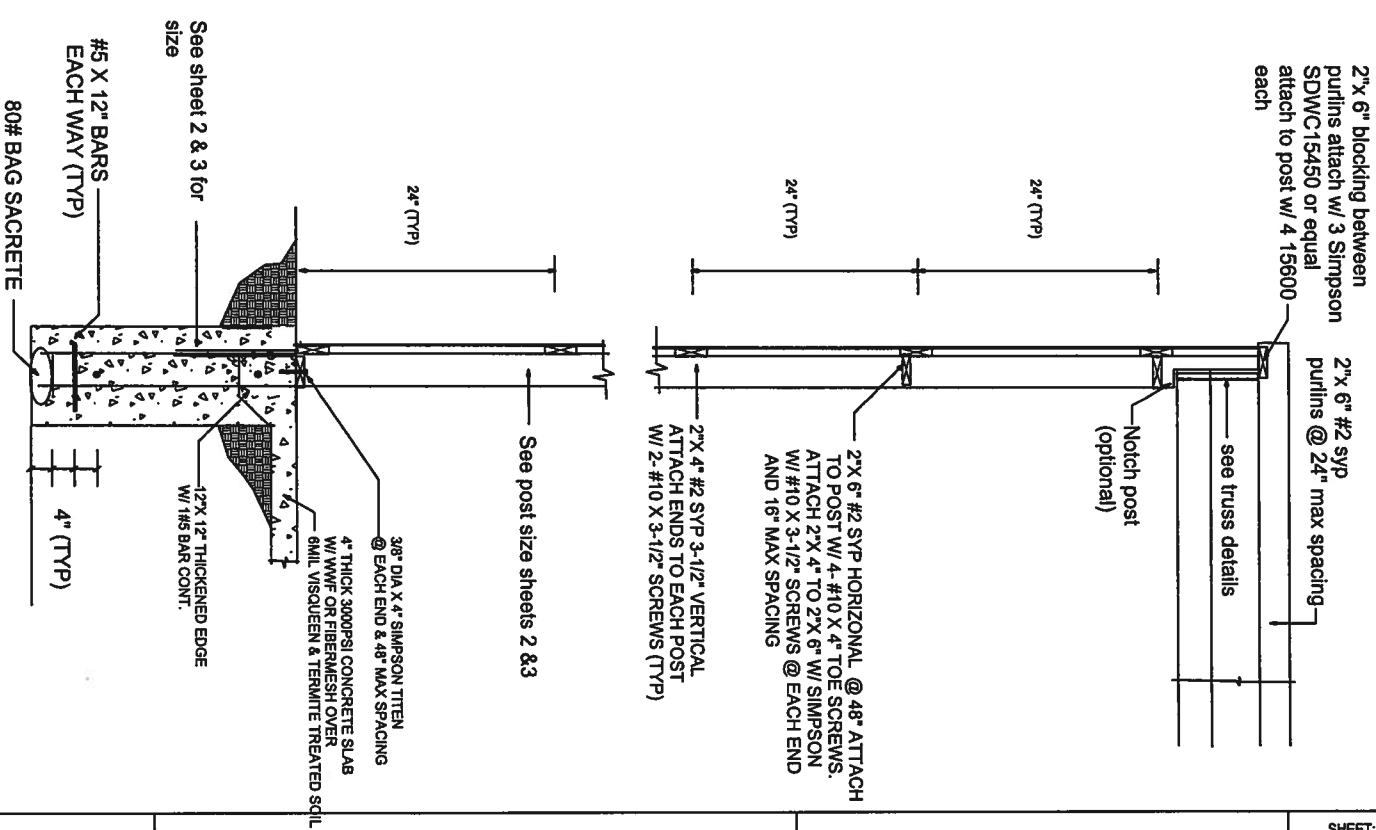 2"x 6" blocking between
purlins attach w/ 3 Simpson
SDWC15450 or equal
attach to post w/ 4 15600
each
2"x 6" #2 syp
purlins @ 24" max spacing
see truss details
Notch post
(optional)
24" (TYP)
24" (TYP)
24" (TYP)
2"X 6" #2 SYP HORIZONAL @ 48" ATTACH
TO POST W/ 4- #10 X 4" TOE SCREWS.
ATTACH 2"X 4" TO 2"X 6" W/ SIMPSON
W/ #10 X 3-1/2" SCREWS @ EACH END
AND 16" MAX SPACING
2"X 4" #2 SYP 3-1/2" VERTICAL
ATTACH ENDS TO EACH POST
W/ 2- #10 X 3-1/2" SCREWS (TYP)
See post size sheets 2 &3
3/8" DIA X 4" SIMPSON TITEN
@ EACH END & 48" MAX SPACING
4" THICK 3000PSI CONCRETE SLAB
W/ WWF OR FIBERMESH OVER
6MIL VISQUEEN & TERMITE TREATED SOIL
12"X 12" THICKENED EDGE
W/ 1#5 BAR CONT.
4" (TYP)
See sheet 2 & 3 for
size
#5 X 12" BARS
EACH WAY (TYP)
80# BAG SACRETE
SHEET: